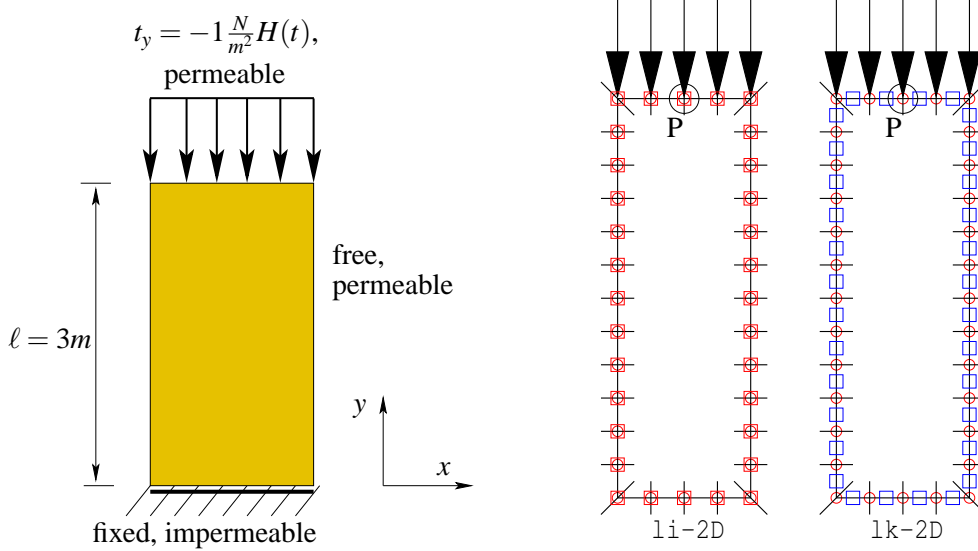 t_y = −1 N/m² H(t),
permeable
ℓ = 3m
free,
permeable
y
x
fixed, impermeable
P
li-2D
P
lk-2D